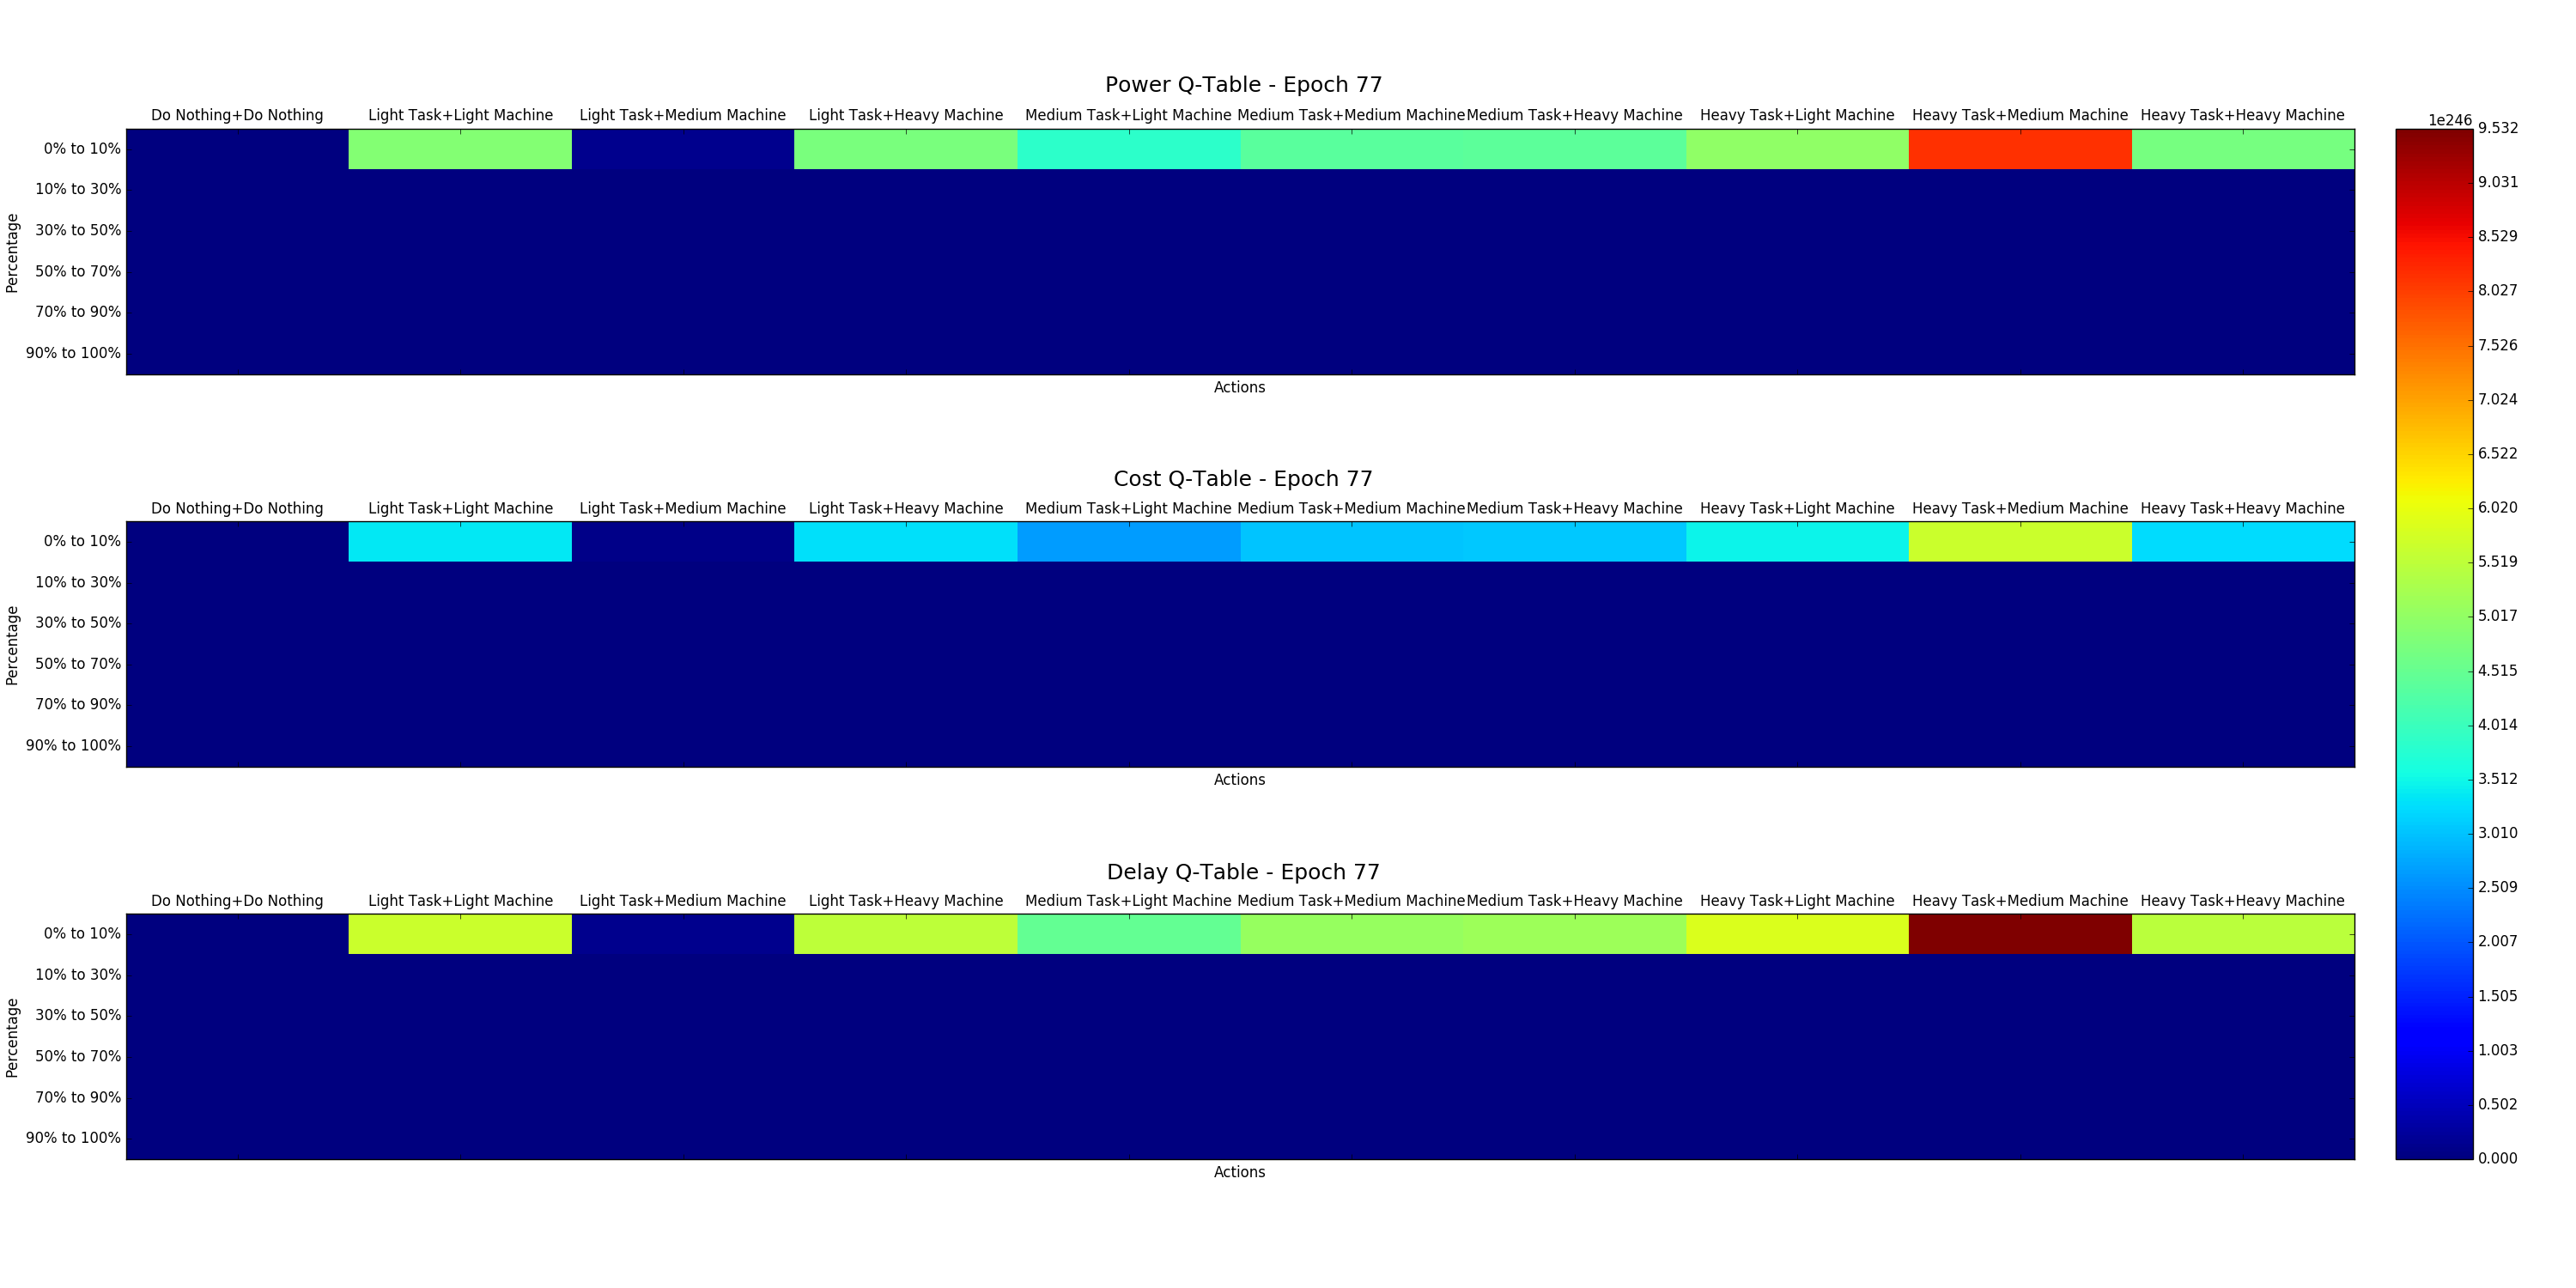 Power Q-Table - Epoch 77
Do Nothing+Do Nothing Light Task+Light Machine Light Task+Medium Machine Light Task+Heavy Machine Medium Task+Light Machine Medium Task+Medium Machine Medium Task+Heavy Machine Heavy Task+Light Machine Heavy Task+Medium Machine Heavy Task+Heavy Machine
Percentage
0% to 10%
10% to 30%
30% to 50%
50% to 70%
70% to 90%
90% to 100%
Actions
Cost Q-Table - Epoch 77
Do Nothing+Do Nothing Light Task+Light Machine Light Task+Medium Machine Light Task+Heavy Machine Medium Task+Light Machine Medium Task+Medium Machine Medium Task+Heavy Machine Heavy Task+Light Machine Heavy Task+Medium Machine Heavy Task+Heavy Machine
Percentage
0% to 10%
10% to 30%
30% to 50%
50% to 70%
70% to 90%
90% to 100%
Actions
Delay Q-Table - Epoch 77
Do Nothing+Do Nothing Light Task+Light Machine Light Task+Medium Machine Light Task+Heavy Machine Medium Task+Light Machine Medium Task+Medium Machine Medium Task+Heavy Machine Heavy Task+Light Machine Heavy Task+Medium Machine Heavy Task+Heavy Machine
Percentage
0% to 10%
10% to 30%
30% to 50%
50% to 70%
70% to 90%
90% to 100%
Actions
1e246
9.532
9.031
8.529
8.027
7.526
7.024
6.522
6.020
5.519
5.017
4.515
4.014
3.512
3.010
2.509
2.007
1.505
1.003
0.502
0.000